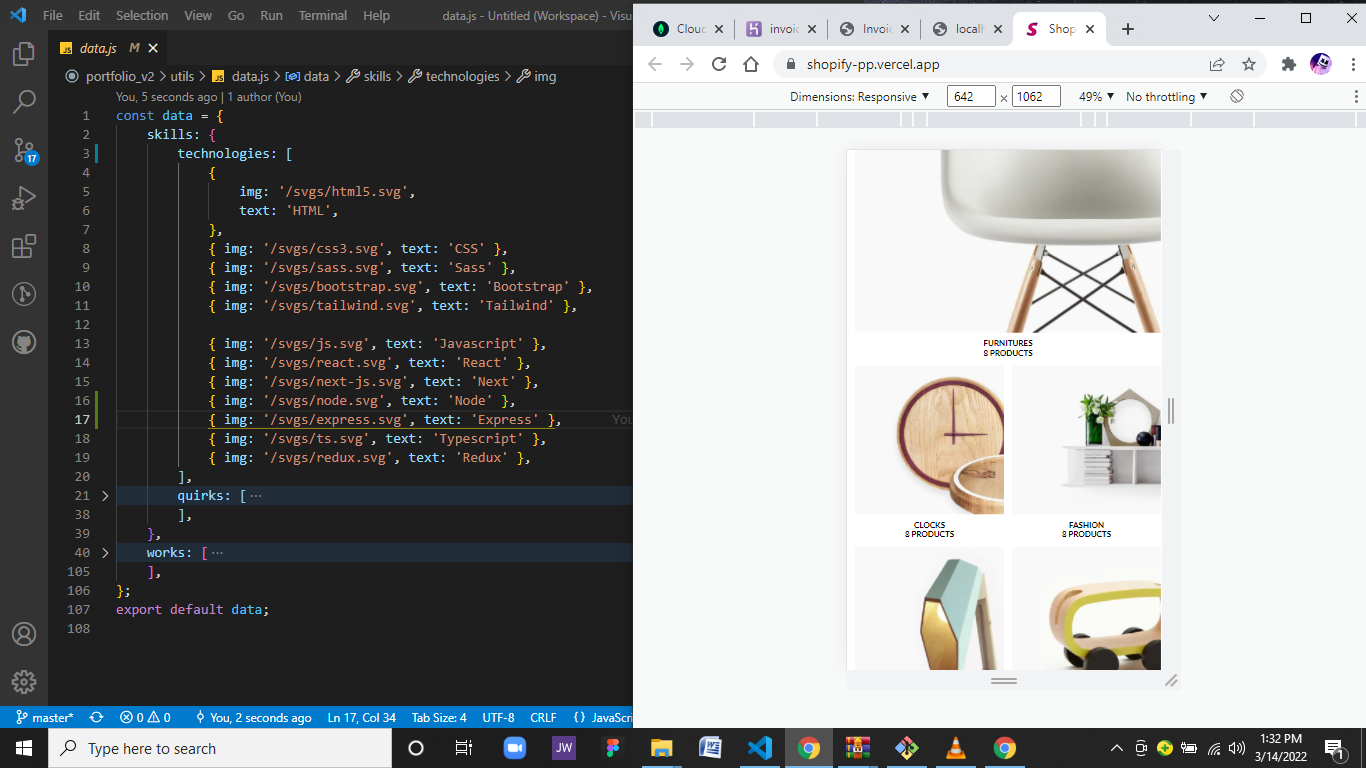 File Edit Selection View Go Run Terminal Help data.js - Untitled (Workspace) - Visu
JS data.js M
portfolio_v2 > utils > JS data.js > data > skills > technologies > img
You, 5 seconds ago | 1 author (You)
1 const data = {
2 skills: {
3 technologies: [
4 {
5 img: '/svgs/html5.svg',
6 text: 'HTML',
7 },
8 { img: '/svgs/css3.svg', text: 'CSS' },
9 { img: '/svgs/sass.svg', text: 'Sass' },
10 { img: '/svgs/bootstrap.svg', text: 'Bootstrap' },
11 { img: '/svgs/tailwind.svg', text: 'Tailwind' },
12
13 { img: '/svgs/js.svg', text: 'Javascript' },
14 { img: '/svgs/react.svg', text: 'React' },
15 { img: '/svgs/next-js.svg', text: 'Next' },
16 { img: '/svgs/node.svg', text: 'Node' },
17 { img: '/svgs/express.svg', text: 'Express' }, You
18 { img: '/svgs/ts.svg', text: 'Typescript' },
19 { img: '/svgs/redux.svg', text: 'Redux' },
20 ],
21 quirks: [ ...
38 ],
39 },
40 works: [ ...
105 ],
106 };
107 export default data;
108
17
master* 0 0 You, 2 seconds ago Ln 17, Col 34 Tab Size: 4 UTF-8 CRLF {} JavaScri
Cloud invoic Invoic localh Shop
shopify-pp.vercel.app
Dimensions: Responsive 642 x 1062 49% No throttling
FURNITURES
8 PRODUCTS
CLOCKS
8 PRODUCTS
FASHION
8 PRODUCTS
Type here to search
JW
1:32 PM
3/14/2022
1